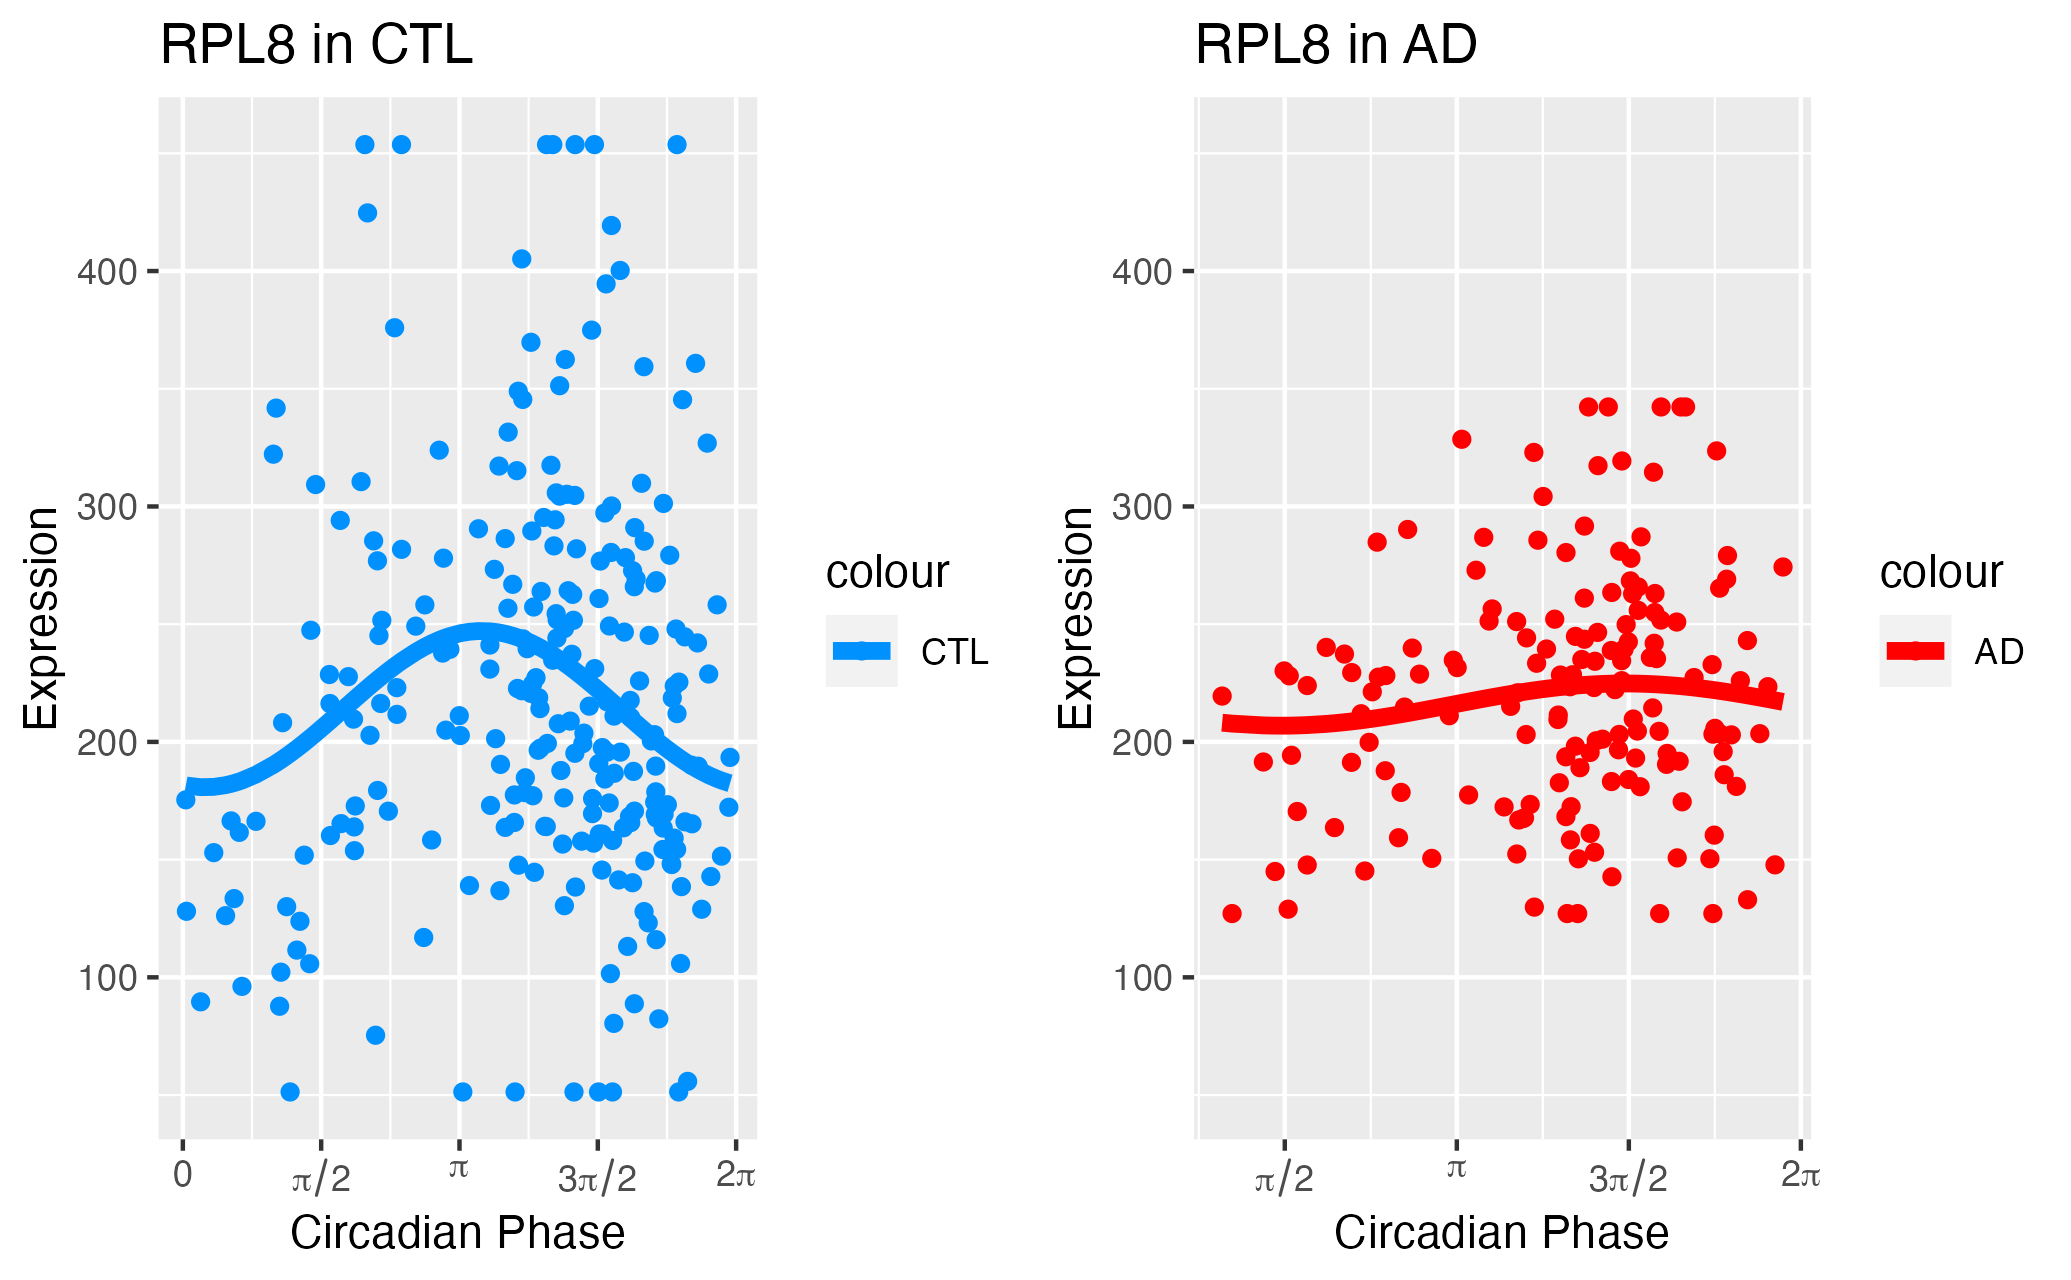 RPL8 in CTL
Expression
400
300
200
100
0
π/2
π
3π/2
2π
Circadian Phase
colour
CTL
RPL8 in AD
Expression
400
300
200
100
π/2
π
3π/2
2π
Circadian Phase
colour
AD